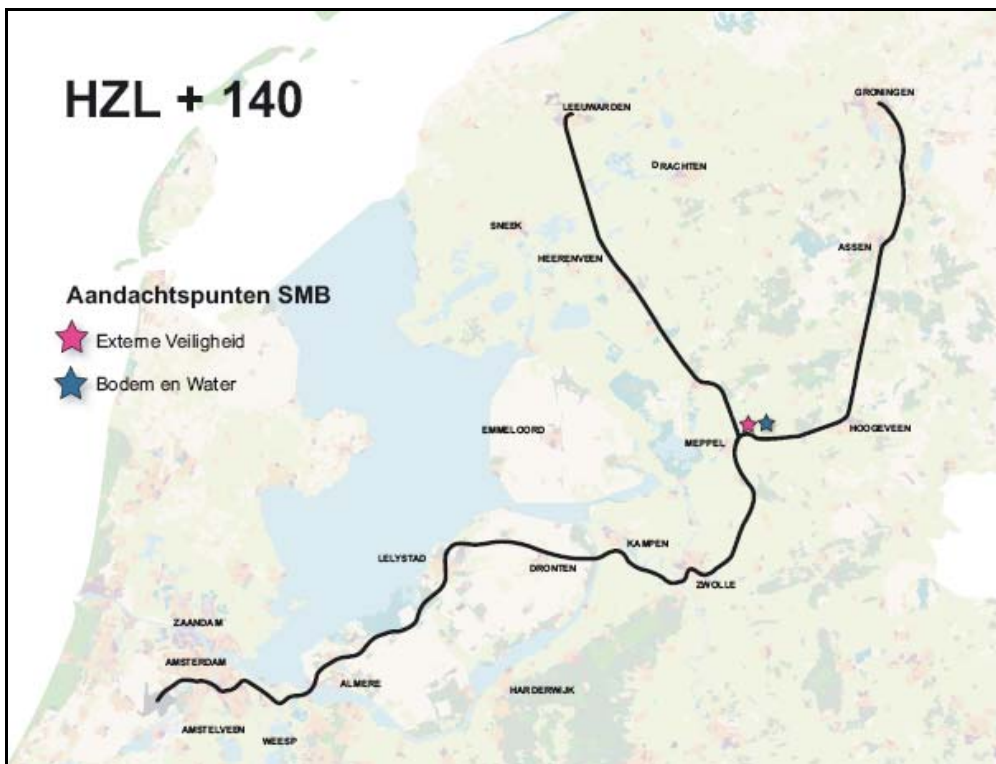 HZL + 140
LEEUWARDEN
GRONINGEN
DRACHTEN
SNEEK
ASSEN
HEERENVEEN
Aandachtspunten SMB
Externe Veiligheid
Bodem en Water
EMMELOORD
MEPPEL
HOOGEVEEN
KAMPEN
LELYSTAD
DRONTEN
ZWOLLE
ZAANDAM
AMSTERDAM
ALMERE
HARDERWIJK
AMSTELVEEN
WEESP